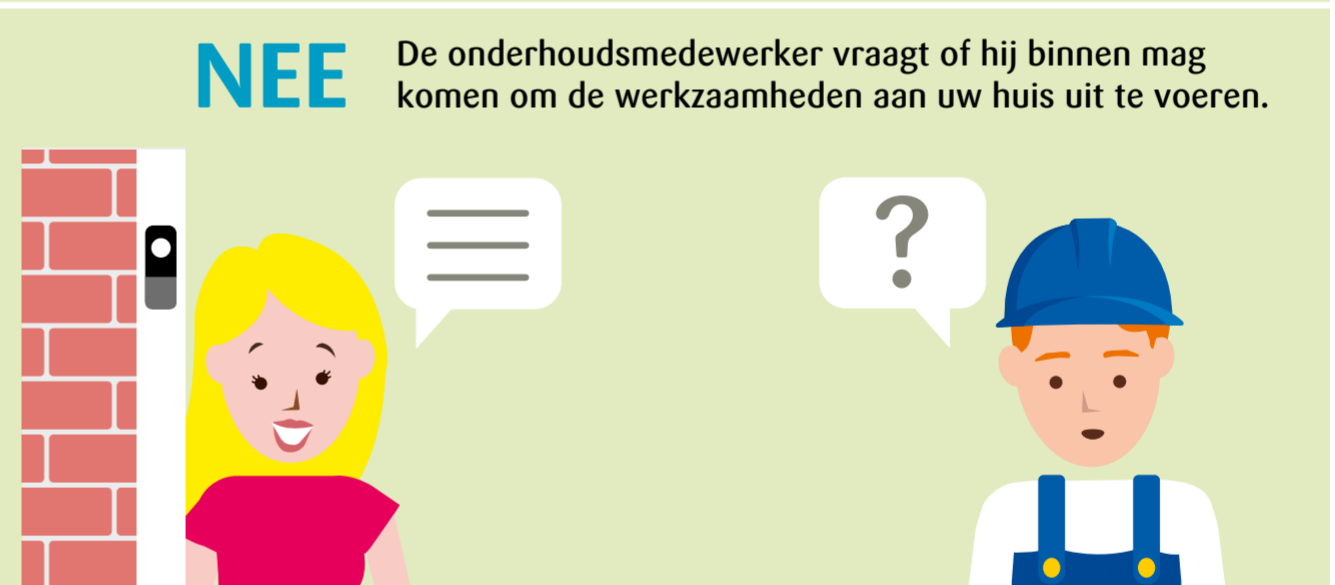 NEE
De onderhoudsmedewerker vraagt of hij binnen mag
komen om de werkzaamheden aan uw huis uit te voeren.
?